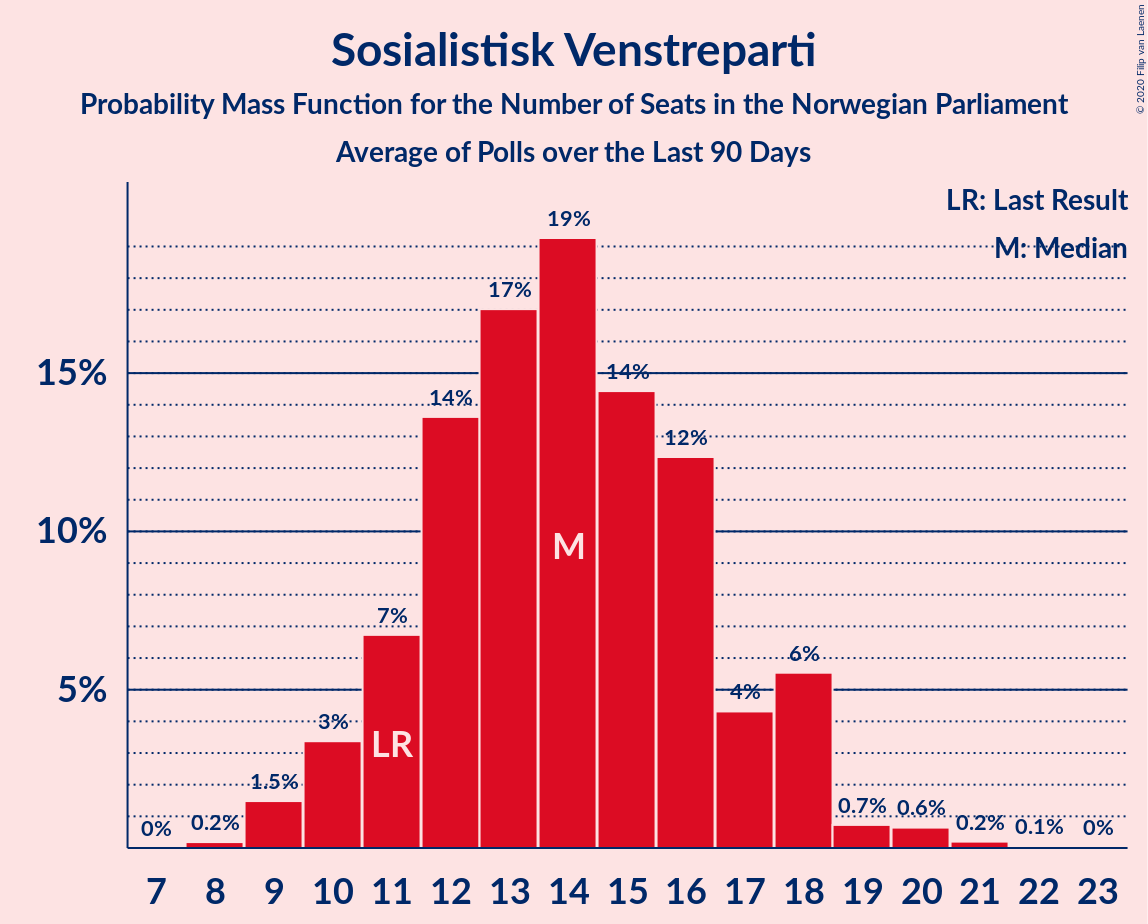 Sosialistisk Venstreparti
Probability Mass Function for the Number of Seats in the Norwegian Parliament
Average of Polls over the Last 90 Days
© 2020 Filip van Laenen
LR: Last Result
M: Median
19%
17%
15%
14%
14%
12%
10%
M
7%
6%
5%
4%
3%
LR
1.5%
0%
0.2%
0.7%
0.6%
0.2%
0.1%
0%
7 8 9 10 11 12 13 14 15 16 17 18 19 20 21 22 23